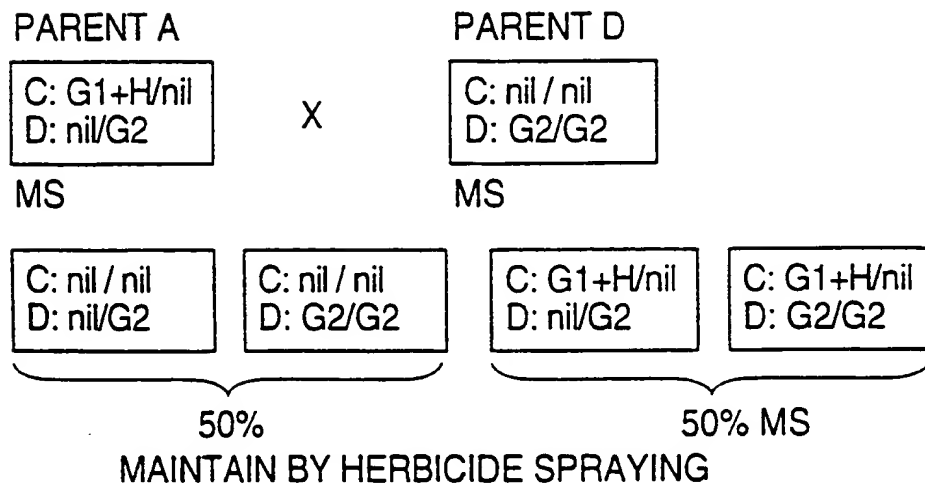 PARENT A PARENT D
C: G1+H/nil
D: nil/G2
X
C: nil / nil
D: G2/G2
MS MS
C: nil / nil
D: nil/G2
C: nil / nil
D: G2/G2
C: G1+H/nil
D: nil/G2
C: G1+H/nil
D: G2/G2
50% 50% MS
MAINTAIN BY HERBICIDE SPRAYING